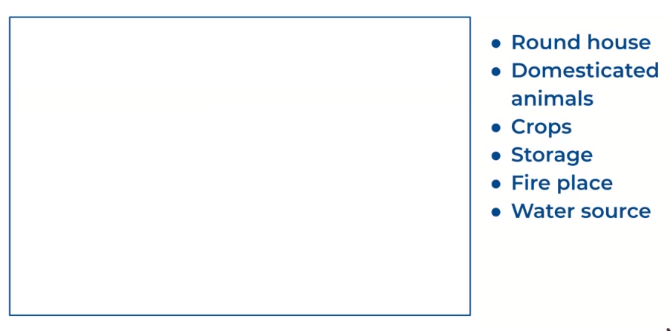 ● Round house
● Domesticated
animals
● Crops
● Storage
● Fire place
● Water source